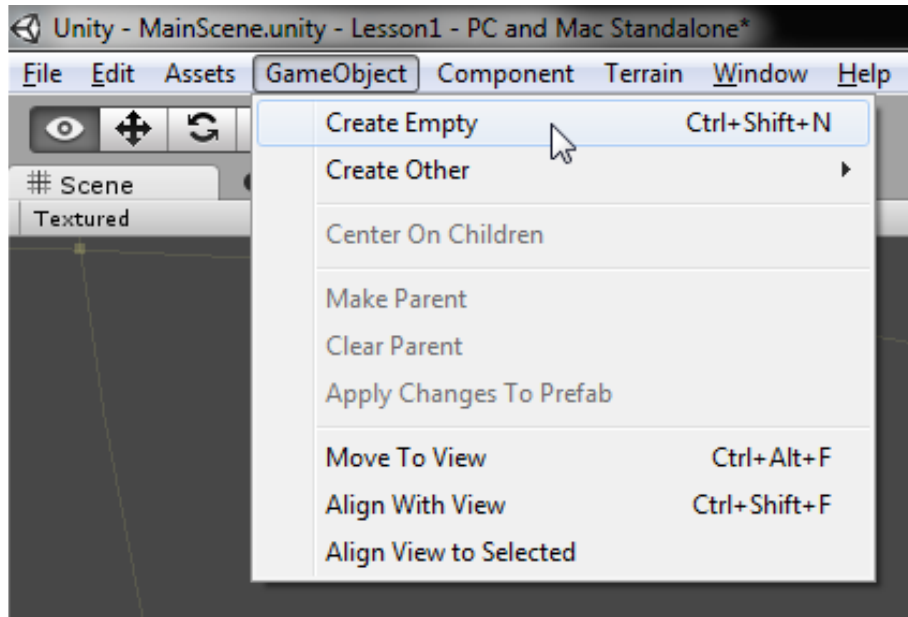 Unity - MainScene.unity - Lesson1 - PC and Mac Standalone*
File Edit Assets GameObject Component Terrain Window Help
Create Empty Ctrl+Shift+N
Create Other
# Scene
Textured
Center On Children
Make Parent
Clear Parent
Apply Changes To Prefab
Move To View Ctrl+Alt+F
Align With View Ctrl+Shift+F
Align View to Selected